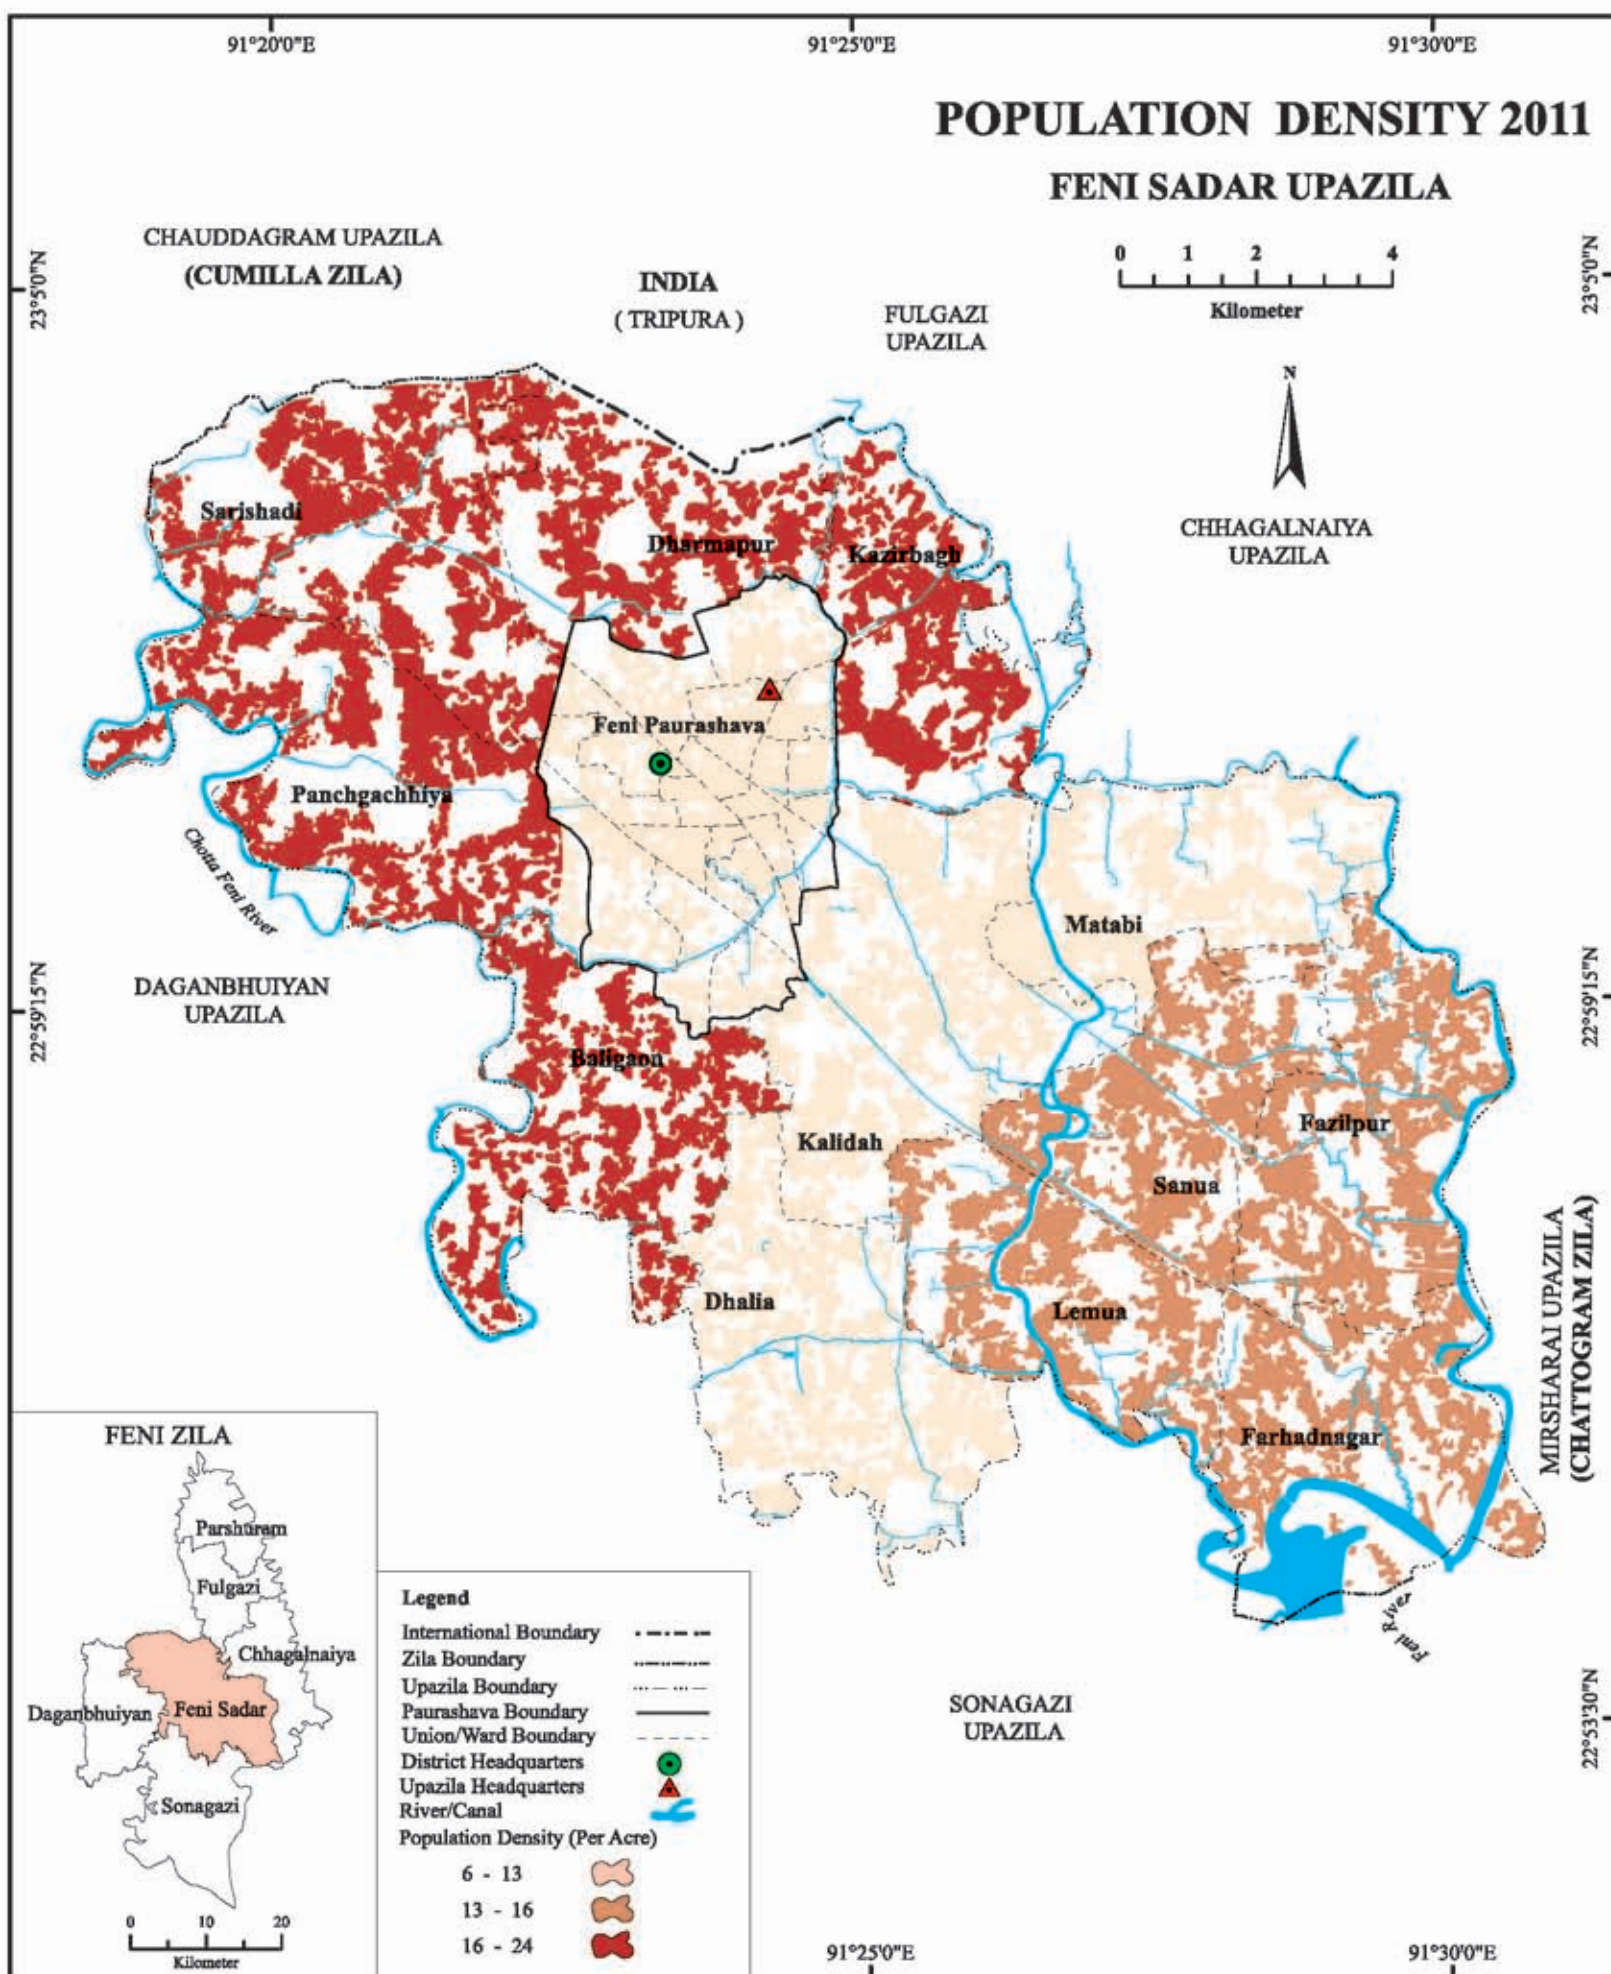 91°20'0"E
91°25'0"E
91°30'0"E
POPULATION DENSITY 2011
FENI SADAR UPAZILA
0 1 2 4
Kilometer
CHAUDDAGRAM UPAZILA
(CUMILLA ZILA)
INDIA
( TRIPURA )
FULGAZI
UPAZILA
23°5'0"N
23°5'0"N
N
CHHAGALNAIYA
UPAZILA
Sarishadi
Dharmapur
Kazirbagh
Feni Paurashava
Panchgachhiya
Chotta Feni River
Matabi
DAGANBHUIYAN
UPAZILA
22°59'15"N
22°59'15"N
Baligaon
Kalidah
Fazilpur
Sanua
Dhalia
Lemua
Farhadnagar
MIRSHARAI UPAZILA
(CHATTOGRAM ZILA)
Feni River
SONAGAZI
UPAZILA
22°53'30"N
FENI ZILA
Parshuram
Fulgazi
Chhagalnaiya
Daganbhuiyan
Feni Sadar
Sonagazi
0 10 20
Kilometer
Legend
International Boundary
Zila Boundary
Upazila Boundary
Paurashava Boundary
Union/Ward Boundary
District Headquarters
Upazila Headquarters
River/Canal
Population Density (Per Acre)
6 - 13
13 - 16
16 - 24
91°25'0"E
91°30'0"E